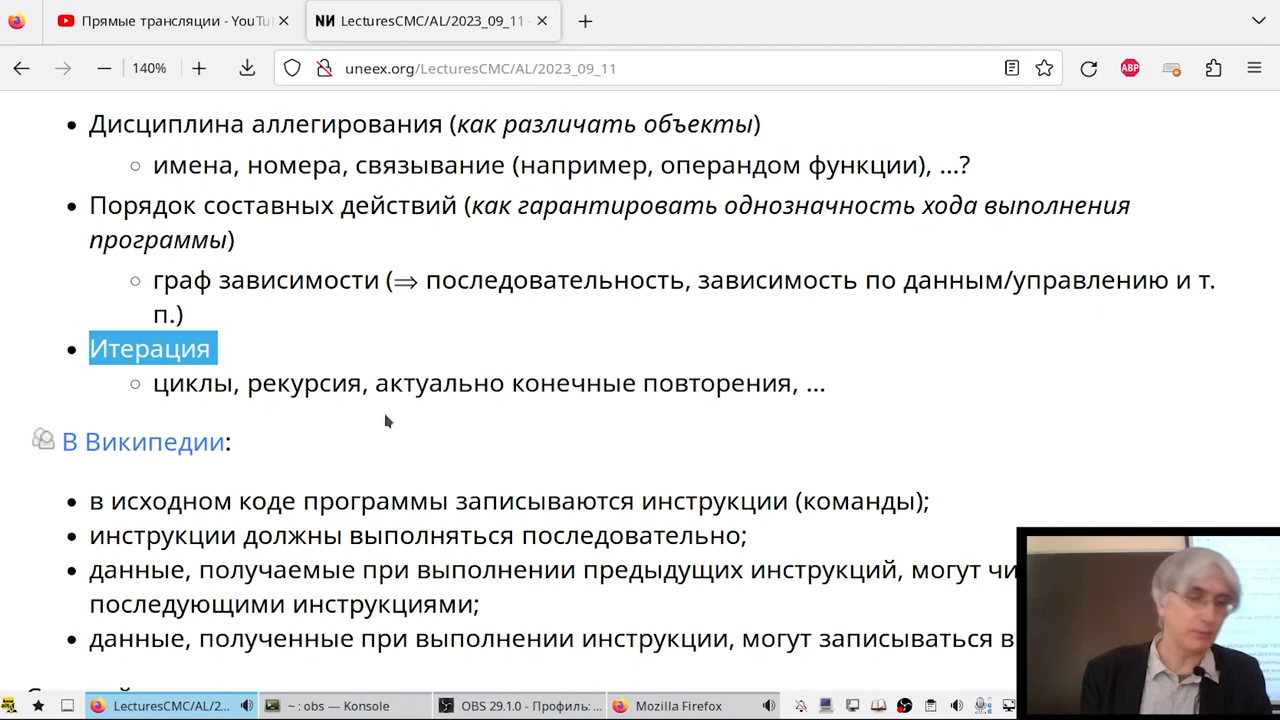 Прямые трансляции - YouTu
LecturesCMC/AL/2023_09_11 -
140%
uneex.org/LecturesCMC/AL/2023_09_11
ABP
Дисциплина аллегирования (как различать объекты)
имена, номера, связывание (например, операндом функции), ...?
Порядок составных действий (как гарантировать однозначность хода выполнения
программы)
граф зависимости (⇒ последовательность, зависимость по данным/управлению и т.
п.)
Итерация
циклы, рекурсия, актуально конечные повторения, ...
В Википедии:
в исходном коде программы записываются инструкции (команды);
инструкции должны выполняться последовательно;
данные, получаемые при выполнении предыдущих инструкций, могут чи
последующими инструкциями;
данные, полученные при выполнении инструкции, могут записываться в
LecturesCMC/AL/2...
~ : obs — Konsole
OBS 29.1.0 - Профиль: ...
Mozilla Firefox